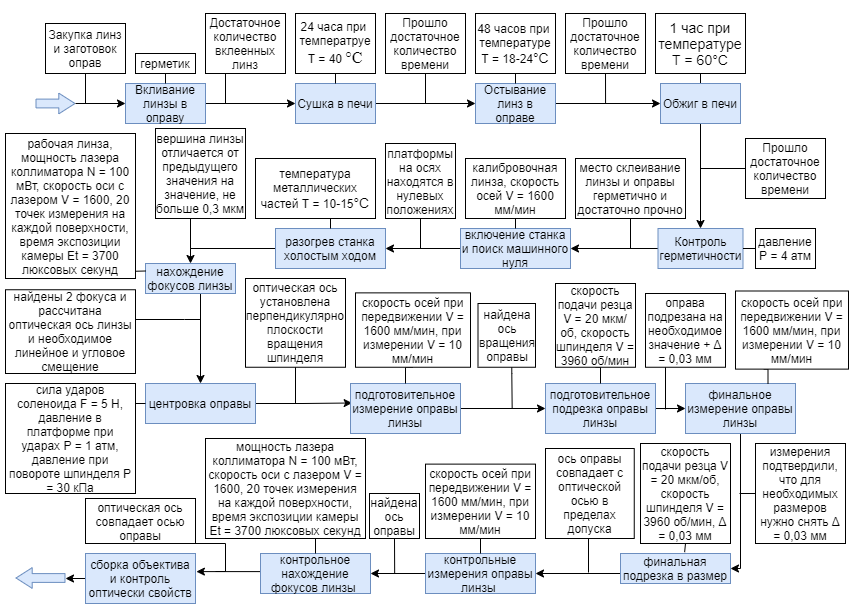 Закупка линз
и заготовок
оправ
герметик
Вкливание
линзы в
оправу
Достаточное
количество
вклеенных
линз
24 часа при
температруе
T = 40 °C
Сушка в печи
Прошло
достаточное
количество
времени
48 часов при
температуре
T = 18-24°C
Остывание
линз в
оправе
Прошло
достаточное
количество
времени
1 час при
температуре
T = 60°C
Обжиг в печи
Прошло
достаточное
количество
времени
давление
P = 4 атм
Контроль
герметичности
место склеивание
линзы и оправы
герметично и
достаточно прочно
калибровочная
линза, скорость
осей V = 1600
мм/мин
включение станка
и поиск машинного
нуля
платформы
на осях
находятся в
нулевых
положениях
температура
металлических
частей T = 10-15°C
разогрев станка
холостым ходом
вершина линзы
отличается от
предыдущего
значения на
значение, не
больше 0,3 мкм
рабочая линза,
мощность лазера
коллиматора N = 100
мВт, скорость оси с
лазером V = 1600, 20
точек измерения на
каждой поверхности,
время экспозиции
камеры Et = 3700
люксовых секунд
нахождение
фокусов линзы
найдены 2 фокуса и
рассчитана
оптическая ось линзы
и необходимое
линейное и угловое
смещение
сила ударов
соленоида F = 5 Н,
давление в
платформе при
ударах P = 1 атм,
давление при
повороте шпинделя P
= 30 кПа
центровка оправы
оптическая ось
установлена
перпендикулярно
плоскости
вращения
шпинделя
скорость осей при
передвижении V =
1600 мм/мин, при
измерении V = 10
мм/мин
подготовительное
измерение оправы
линзы
найдена
ось
вращения
оправы
скорость
подачи резца
V = 20 мкм/
об, скорость
шпинделя V =
3960 об/мин
подготовительное
подрезка оправы
линзы
оправа
подрезана на
необходимое
значение + Δ
= 0,03 мм
скорость осей при
передвижении V =
1600 мм/мин, при
измерении V = 10
мм/мин
финальное
измерение оправы
линзы
измерения
подтвердили,
что для
необходимых
размеров
нужно снять Δ
= 0,03 мм
скорость
подачи резца V
= 20 мкм/об,
скорость
шпинделя V =
3960 об/мин, Δ
= 0,03 мм
финальная
подрезка в размер
ось оправы
совпадает с
оптической
осью в
пределах
допуска
скорость осей при
передвижении V =
1600 мм/мин, при
измерении V = 10
мм/мин
контрольные
измерения оправы
линзы
найдена
ось
оправы
мощность лазера
коллиматора N = 100 мВт,
скорость оси с лазером V =
1600, 20 точек измерения
на каждой поверхности,
время экспозиции камеры
Et = 3700 люксовых секунд
контрольное
нахождение
фокусов линзы
оптическая ось
совпадает осью
оправы
сборка объектива
и контроль
оптически свойств